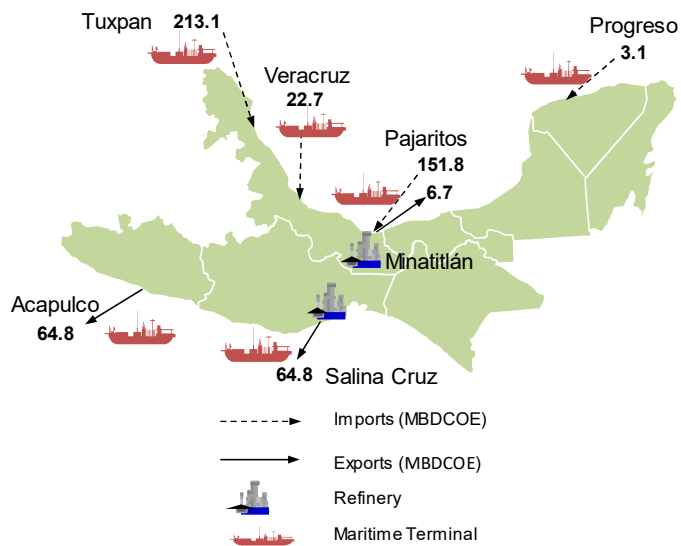 Tuxpan 213.1
Progreso
3.1
Veracruz
22.7
Pajaritos
151.8
6.7
Minatitlán
Acapulco
64.8
64.8 Salina Cruz
Imports (MBDCOE)
Exports (MBDCOE)
Refinery
Maritime Terminal